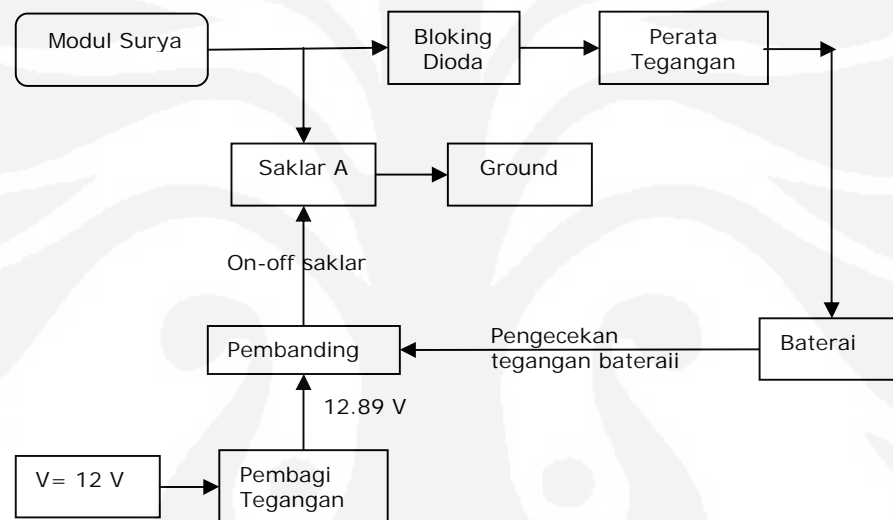 Modul Surya
Bloking
Dioda
Perata
Tegangan
Saklar A
Ground
On-off saklar
Pembanding
Pengecekan
tegangan bateraii
Baterai
12.89 V
V= 12 V
Pembagi
Tegangan